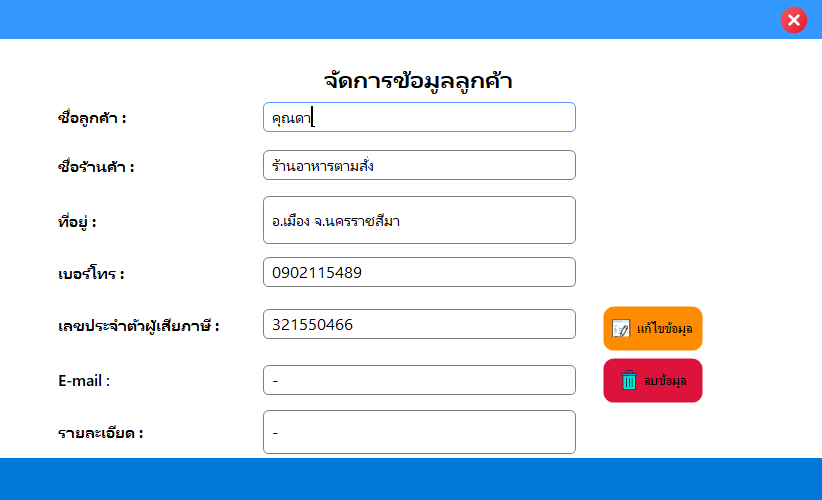 จัดการข้อมูลลูกค้า
ชื่อลูกค้า : คุณดา
ชื่อร้านค้า : ร้านอาหารตามสั่ง
ที่อยู่ : อ.เมือง จ.นครราชสีมา
เบอร์โทร : 0902115489
เลขประจำตัวผู้เสียภาษี : 321550466
แก้ไขข้อมูล
E-mail : -
ลบข้อมูล
รายละเอียด : -